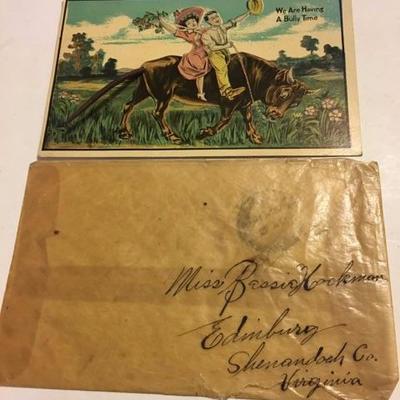 We Are Having
A Bully Time
Miss Bessie Hockman
Edinburg
Shenandoah Co.
Virginia